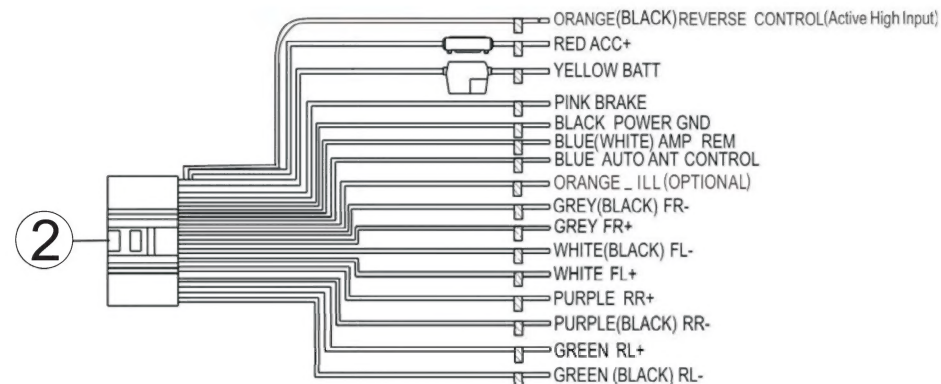 ORANGE(BLACK)REVERSE CONTROL(Active High Input)
RED ACC+
YELLOW BATT
PINK BRAKE
BLACK POWER GND
BLUE(WHITE) AMP REM
BLUE AUTO ANT CONTROL
ORANGE_ILL(OPTIONAL)
GREY(BLACK) FR-
GREY FR+
WHITE(BLACK) FL-
WHITE FL+
PURPLE RR+
PURPLE(BLACK) RR-
GREEN RL+
GREEN (BLACK) RL-
2